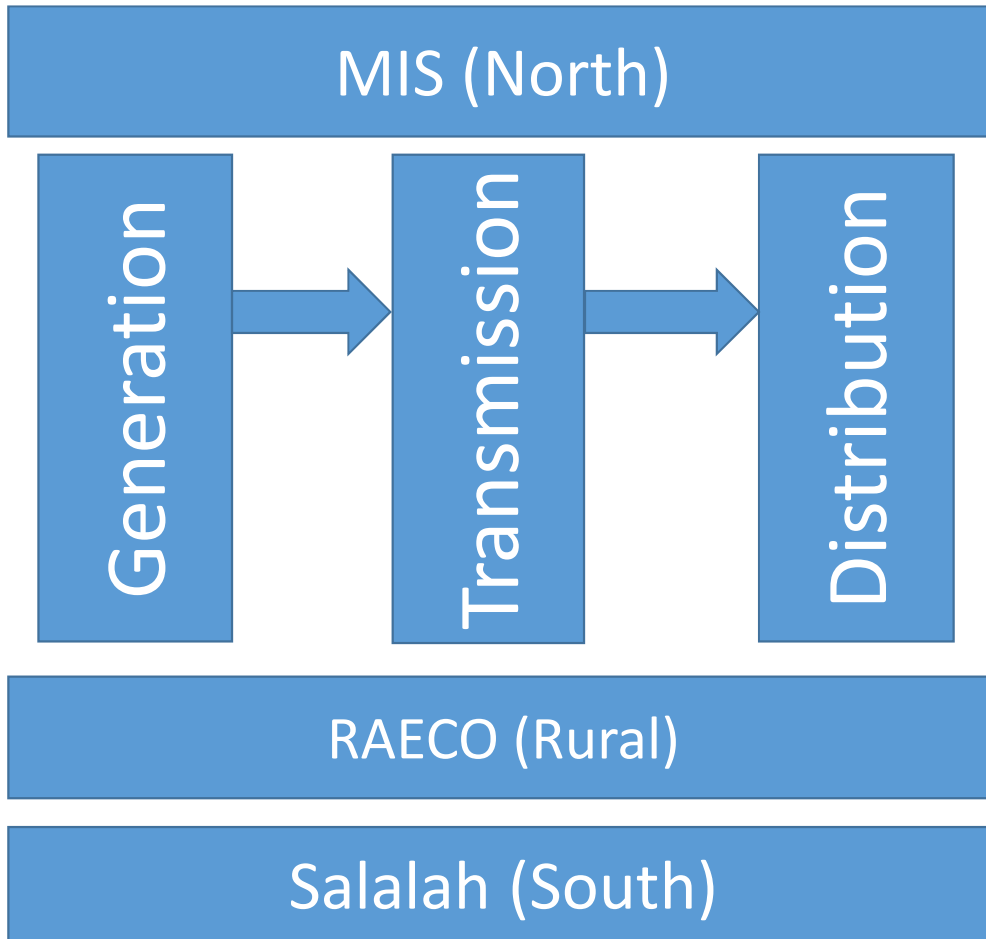 MIS (North)
Generation
Transmission
Distribution
RAECO (Rural)
Salalah (South)